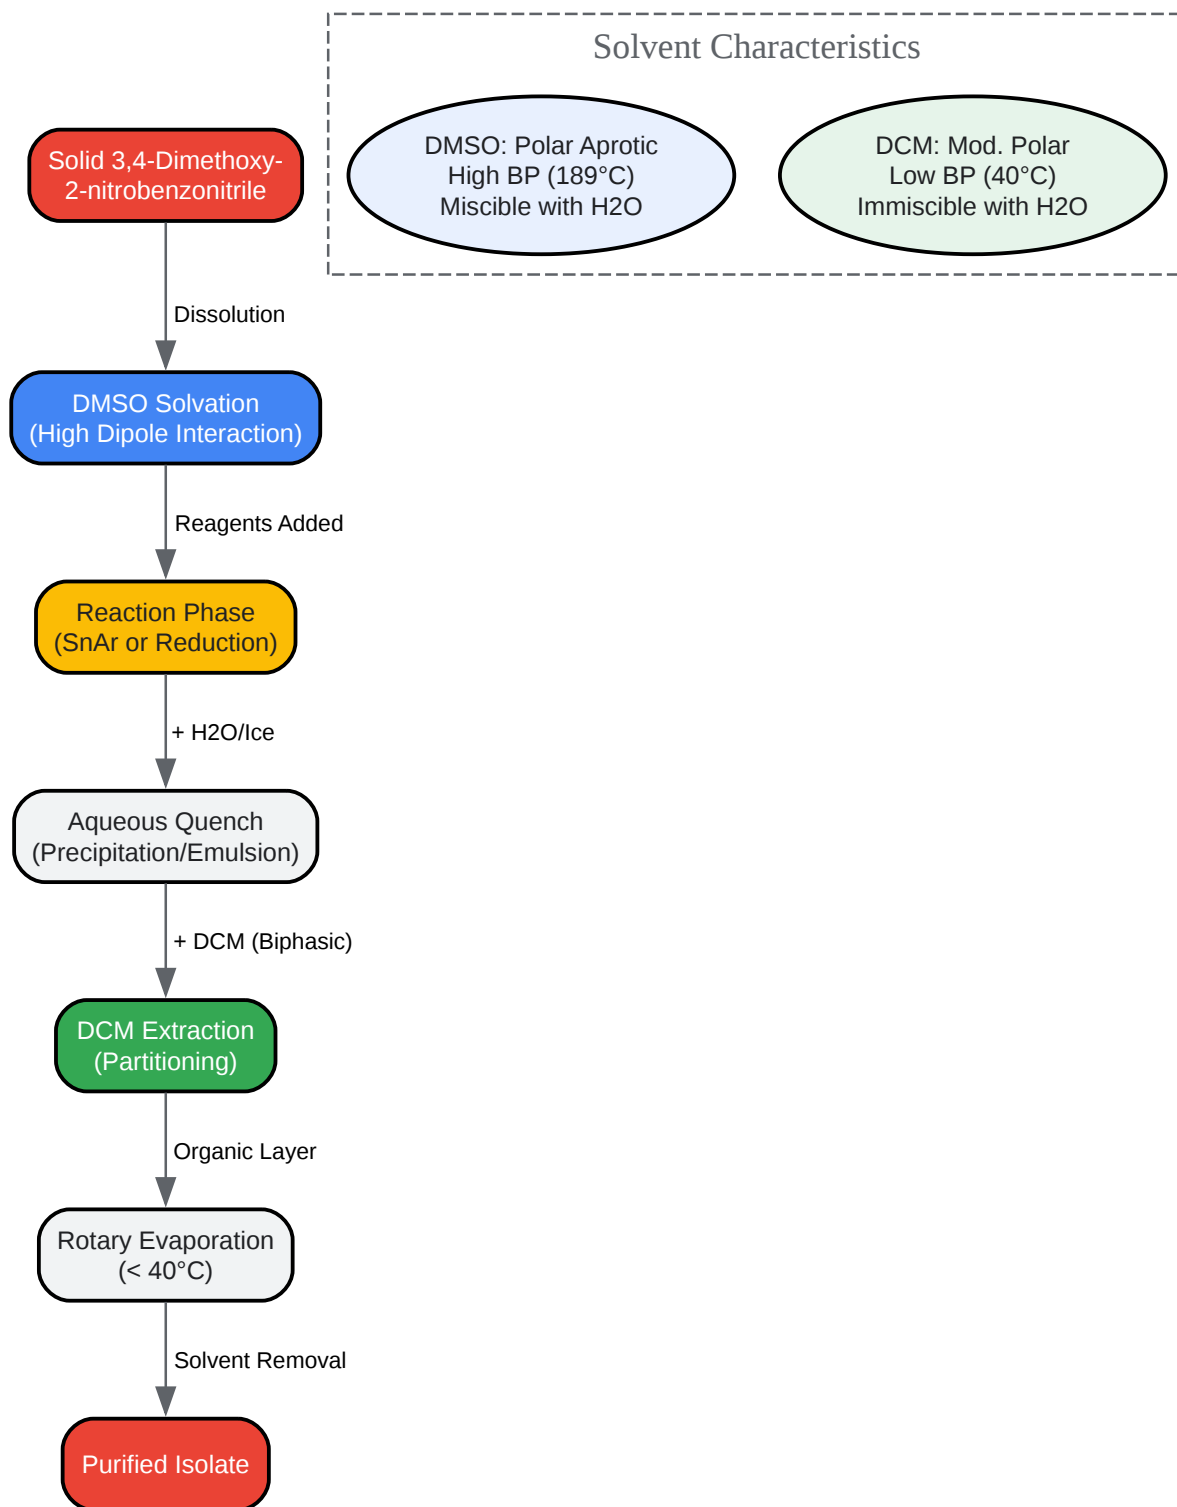 Solvent Characteristics
DMSO: Polar Aprotic
High BP (189°C)
Miscible with H2O
DCM: Mod. Polar
Low BP (40°C)
Immiscible with H2O
Solid 3,4-Dimethoxy-
2-nitrobenzonitrile
Dissolution
DMSO Solvation
(High Dipole Interaction)
Reagents Added
Reaction Phase
(SnAr or Reduction)
+ H2O/Ice
Aqueous Quench
(Precipitation/Emulsion)
+ DCM (Biphasic)
DCM Extraction
(Partitioning)
Organic Layer
Rotary Evaporation
(< 40°C)
Solvent Removal
Purified Isolate